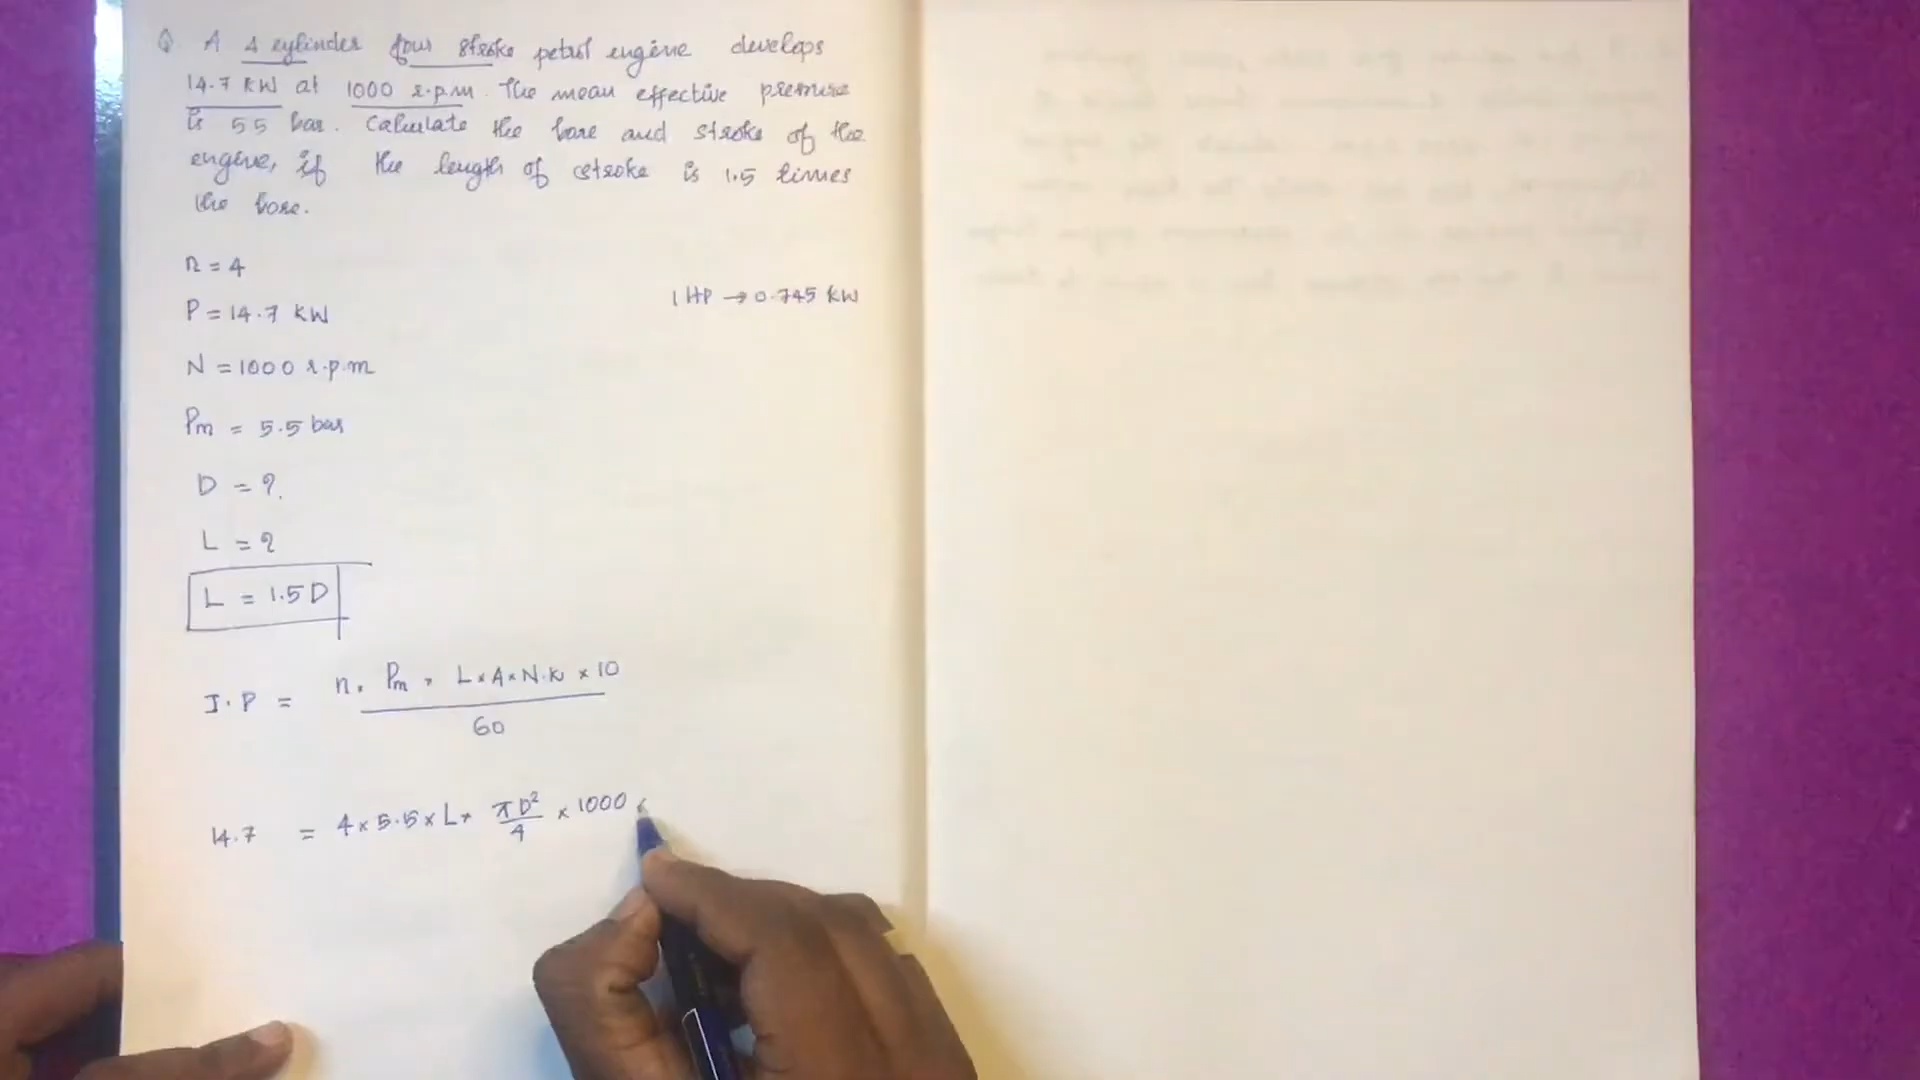 Q A 4 cylinder four stroke petrol engine develops
14.7 KW at 1000 r.p.m. The mean effective pressure
is 55 bar. Calculate the bore and stroke of the
engine, if the length of stroke is 1.5 times
the bore.
n = 4
P = 14.7 KW
1 HP → 0.745 KW
N = 1000 r.p.m
Pm = 5.5 bar
D = ?
L = ?
L = 1.5 D
I.P = n × Pm × L × A × N.K × 10
60
14.7 = 4 × 5.5 × L × πD²/4 × 1000